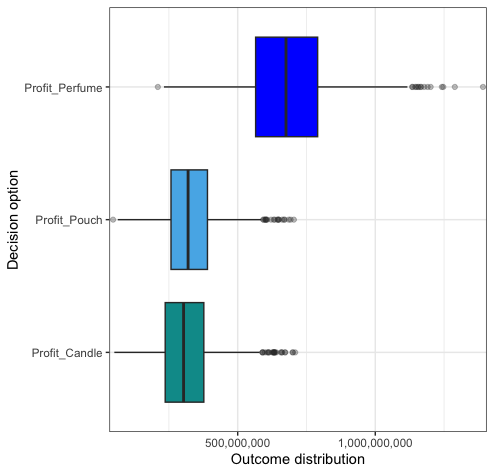 Decision option
Profit_Perfume
Profit_Pouch
Profit_Candle
500,000,000
1,000,000,000
Outcome distribution